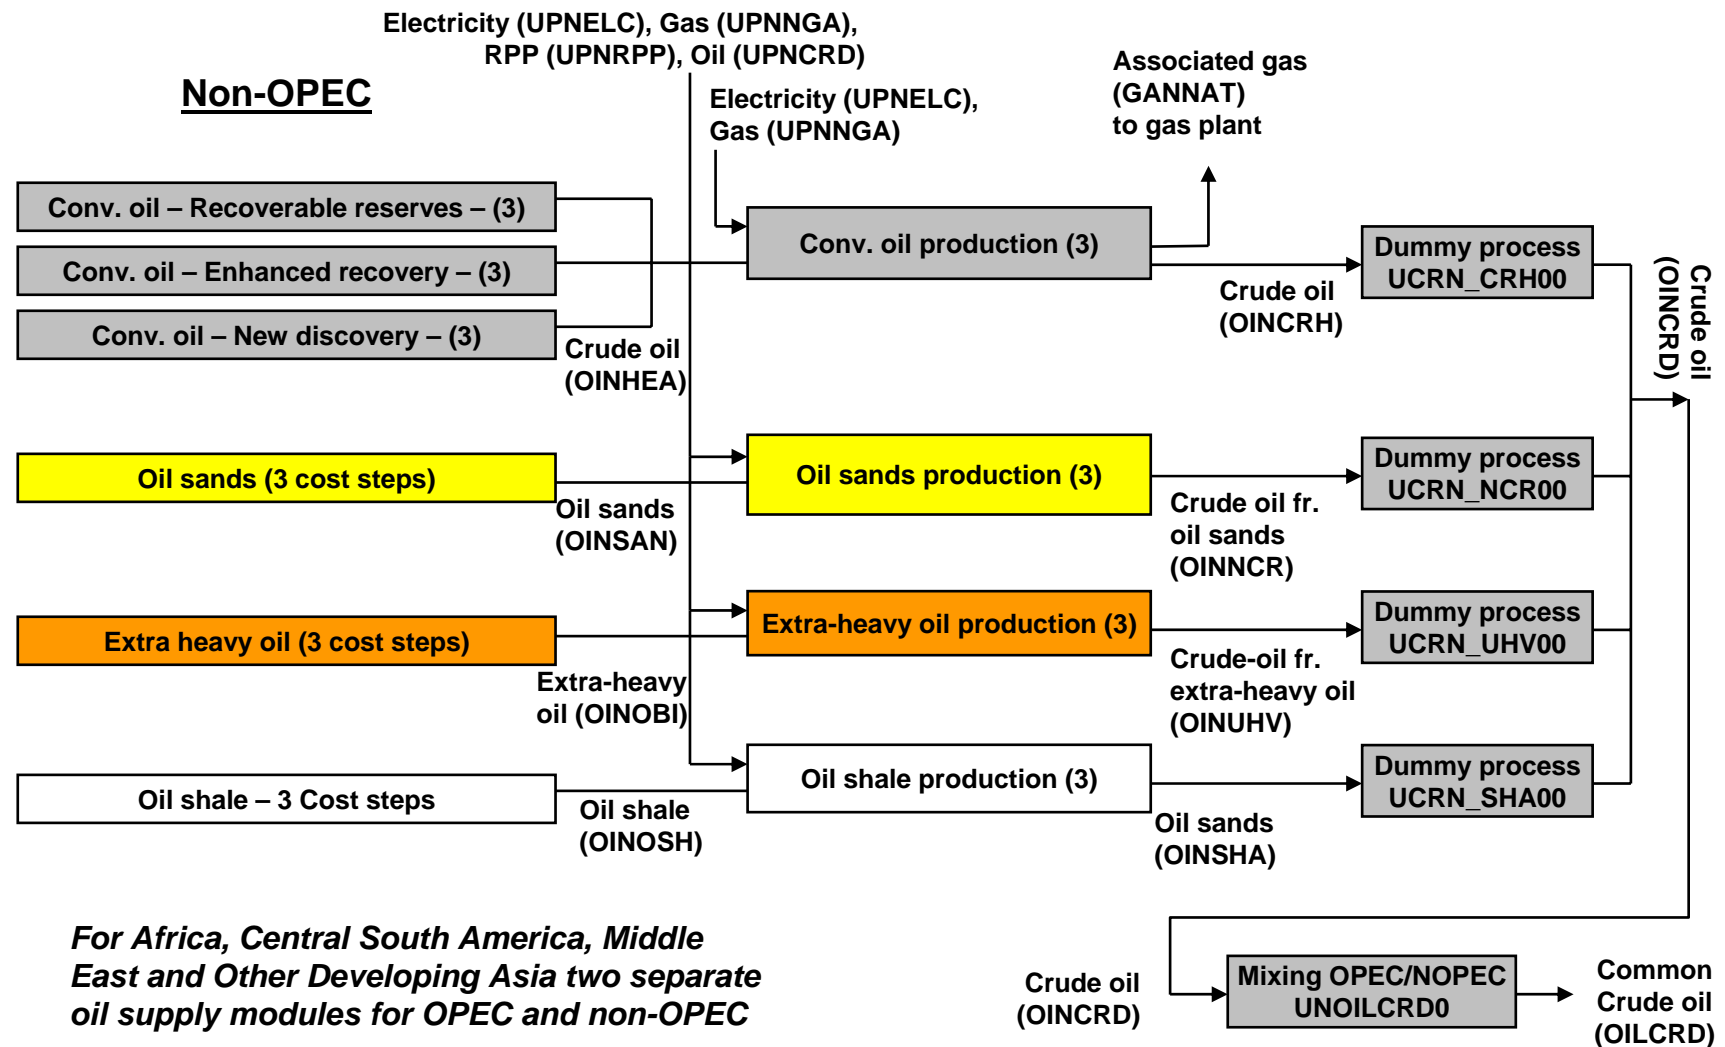 Electricity (UPNELC), Gas (UPNNGA),
RPP (UPNRPP), Oil (UPNCRD)
Non-OPEC
Electricity (UPNELC),
Gas (UPNNGA)
Associated gas
(GANNAT)
to gas plant
Conv. oil – Recoverable reserves – (3)
Conv. oil – Enhanced recovery – (3)
Conv. oil – New discovery – (3)
Crude oil
(OINHEA)
Conv. oil production (3)
Crude oil
(OINCRH)
Dummy process
UCRN_CRH00
Crude oil
(OINCRD)
Oil sands (3 cost steps)
Oil sands
(OINSAN)
Oil sands production (3)
Crude oil fr.
oil sands
(OINNCR)
Dummy process
UCRN_NCR00
Extra heavy oil (3 cost steps)
Extra-heavy
oil (OINOBI)
Extra-heavy oil production (3)
Crude-oil fr.
extra-heavy oil
(OINUHV)
Dummy process
UCRN_UHV00
Oil shale – 3 Cost steps
Oil shale
(OINOSH)
Oil shale production (3)
Oil sands
(OINSHA)
Dummy process
UCRN_SHA00
For Africa, Central South America, Middle
East and Other Developing Asia two separate
oil supply modules for OPEC and non-OPEC
Crude oil
(OINCRD)
Mixing OPEC/NOPEC
UNOILCRD0
Common
Crude oil
(OILCRD)